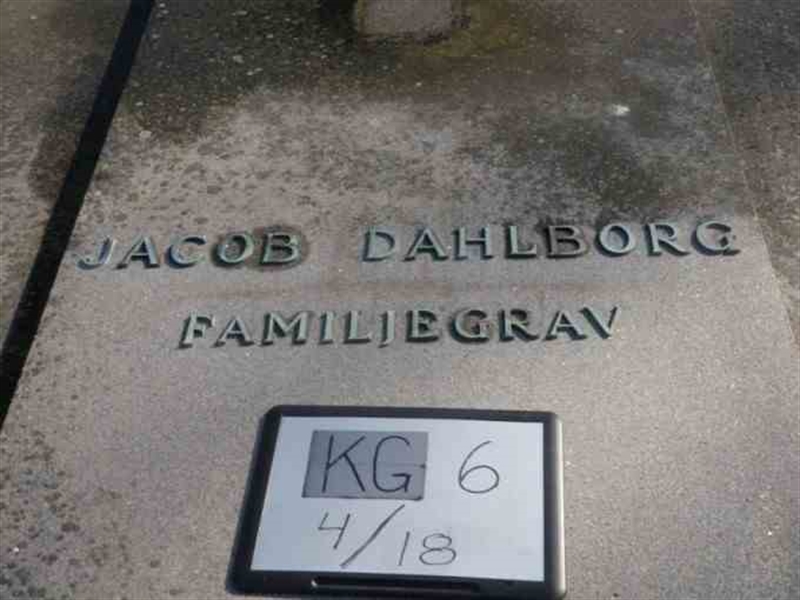 JACOB DAHLBORG
FAMILJEGRAV
KG 6
4/18